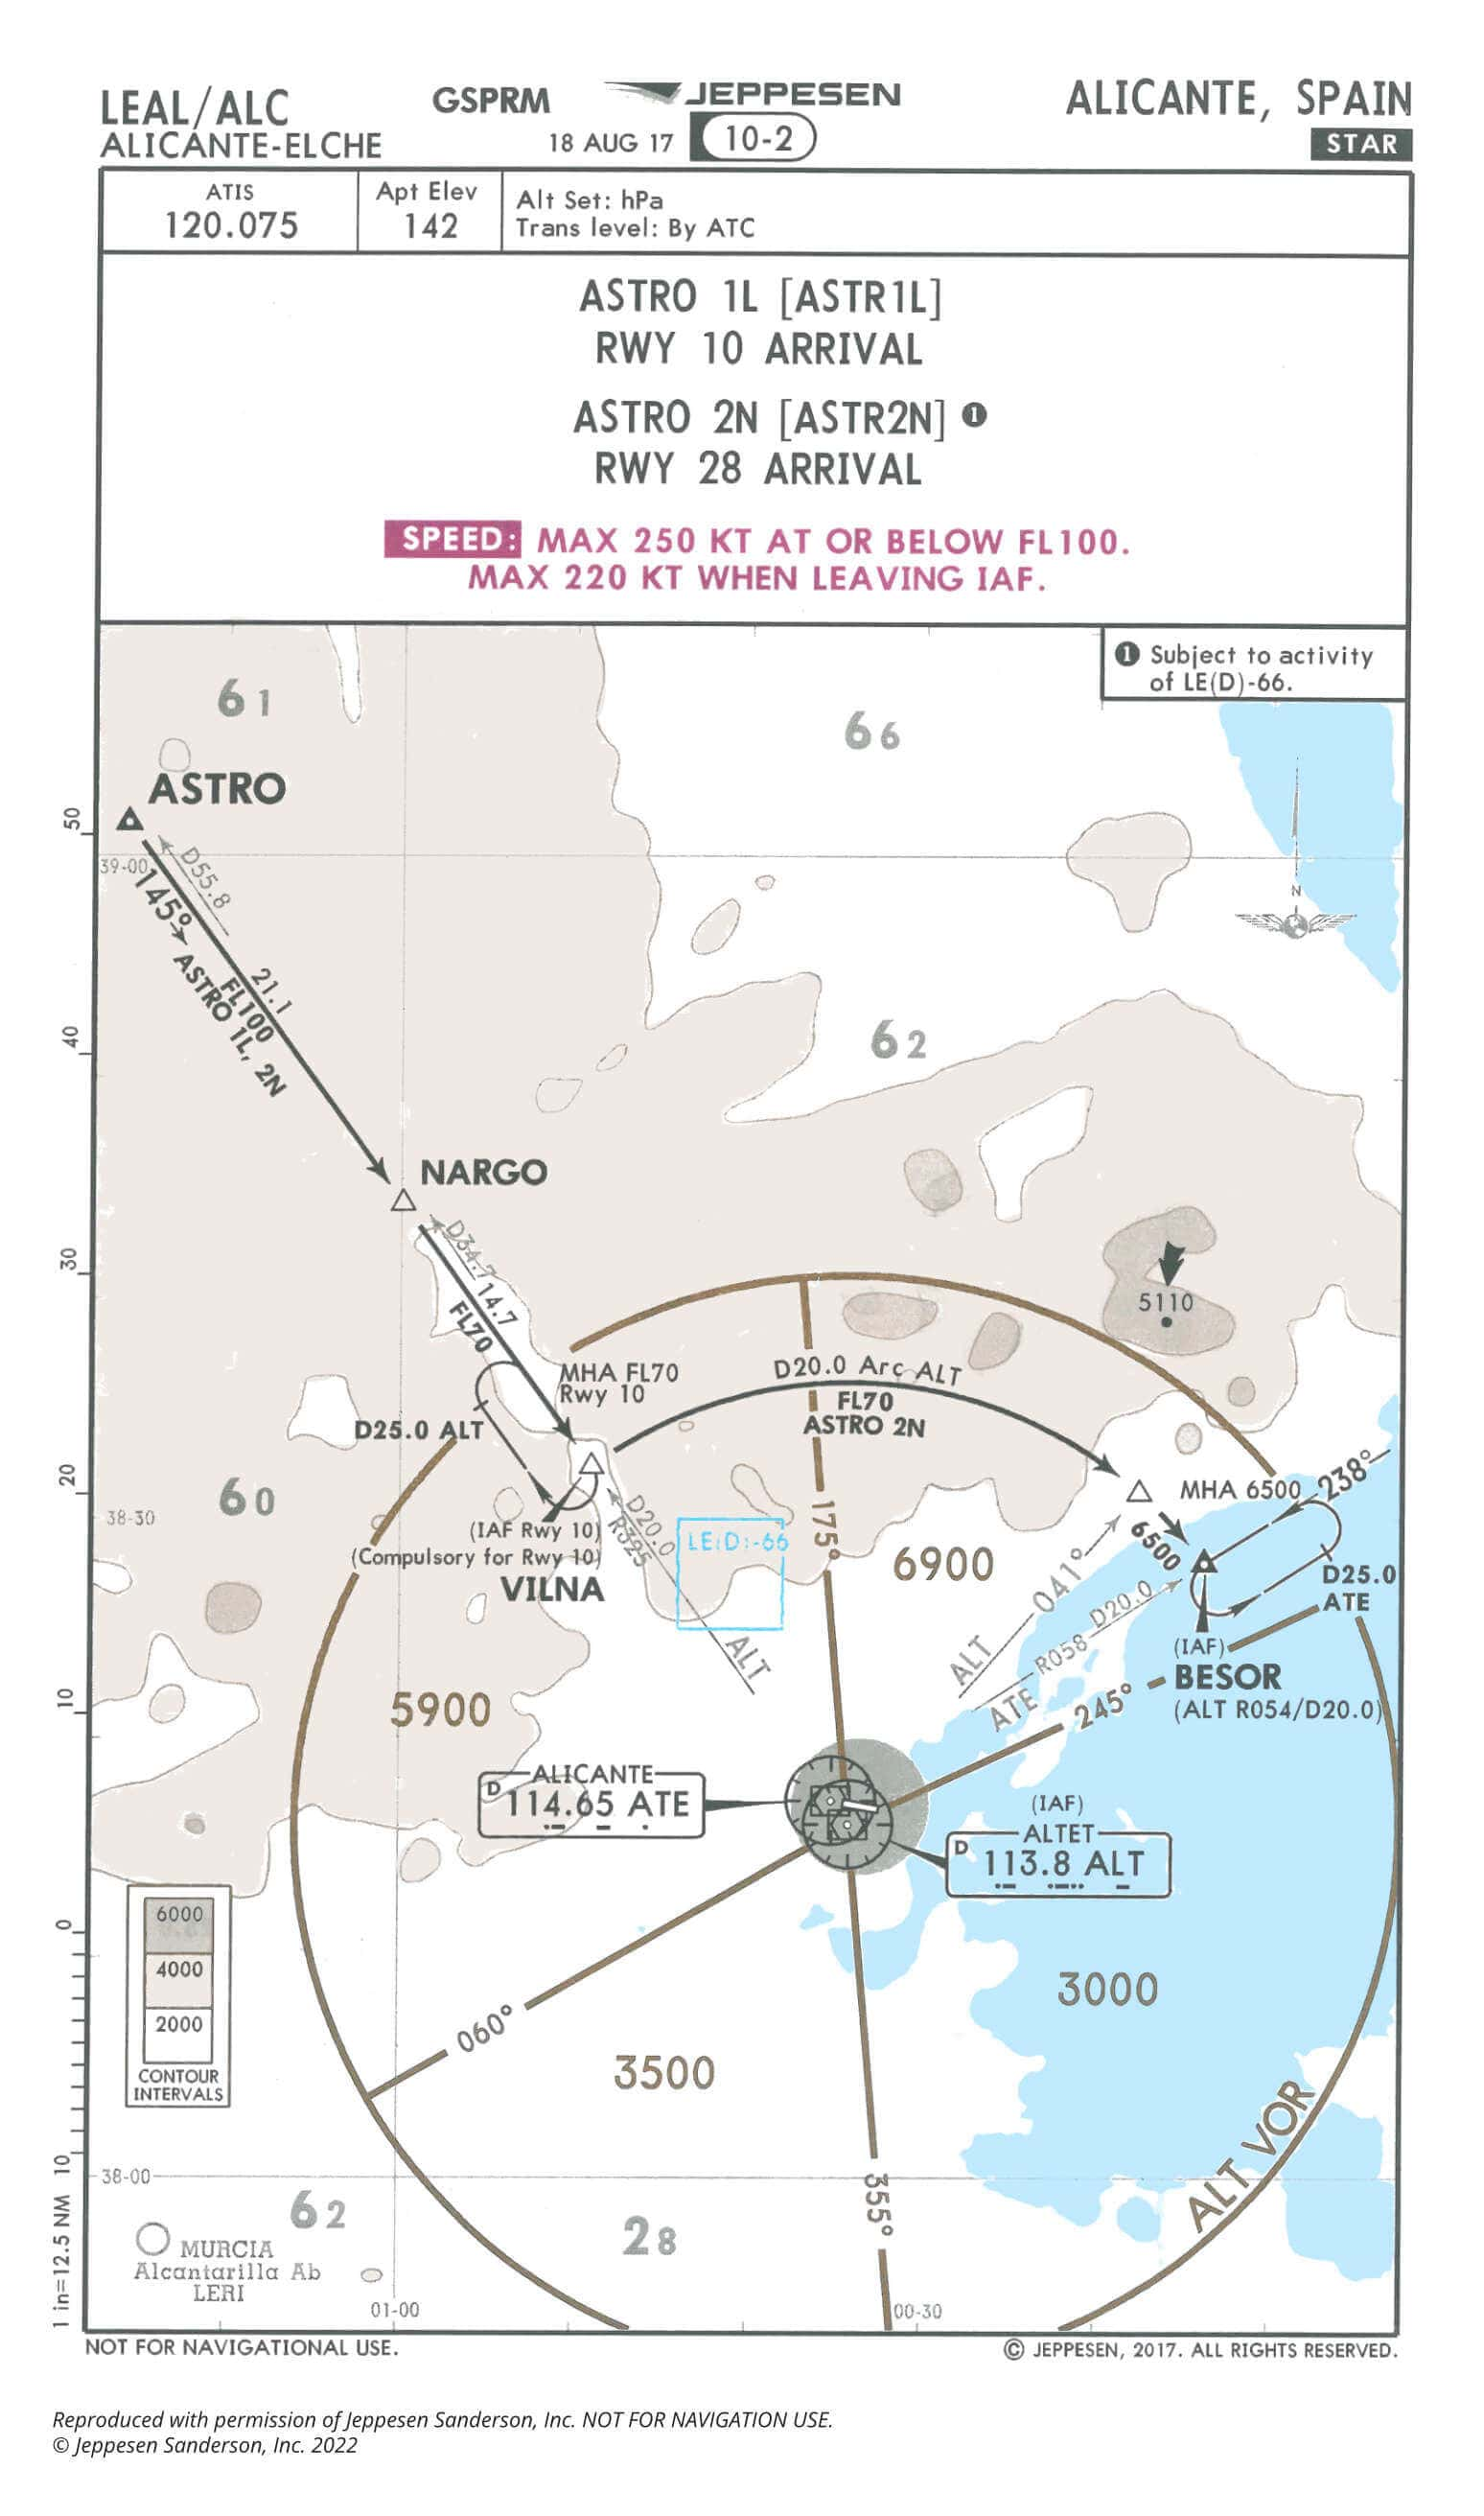 LEAL/ALC
ALICANTE-ELCHE
GSPRM
JEPPESEN
18 AUG 17
10-2
ALICANTE, SPAIN
STAR
ATIS
120.075
Apt Elev
142
Alt Set: hPa
Trans level: By ATC
ASTRO 1L [ASTR1L]
RWY 10 ARRIVAL
ASTRO 2N [ASTR2N] ❶
RWY 28 ARRIVAL
SPEED: MAX 250 KT AT OR BELOW FL100.
MAX 220 KT WHEN LEAVING IAF.
❶ Subject to activity
of LE(D)-66.
61
66
ASTRO
50
39-00
D55.8
145°
21.1
FL100
ASTRO 1L, 2N
N
40
62
NARGO
30
D34.7
14.7
FL70
5110
MHA FL70
Rwy 10
D20.0 Arc ALT
FL70
ASTRO 2N
D25.0 ALT
20
60
38-30
(IAF Rwy 10)
(Compulsory for Rwy 10)
VILNA
D20.0
R325
ALT
LE(D)-66
175°
6900
MHA 6500
238°
6500
D25.0
ATE
ALT 041°
ATE R058 D20.0
(IAF)
BESOR
(ALT R054/D20.0)
245°
10
5900
ALICANTE
D 114.65 ATE
(IAF)
ALTET
D 113.8 ALT
0
6000
4000
2000
CONTOUR
INTERVALS
060°
3500
3000
ALT VOR
10
38-00
355°
62
28
MURCIA
Alcantarilla Ab
LERI
1 in=12.5 NM
01-00
00-30
NOT FOR NAVIGATIONAL USE.
© JEPPESEN, 2017. ALL RIGHTS RESERVED.
Reproduced with permission of Jeppesen Sanderson, Inc. NOT FOR NAVIGATION USE.
© Jeppesen Sanderson, Inc. 2022